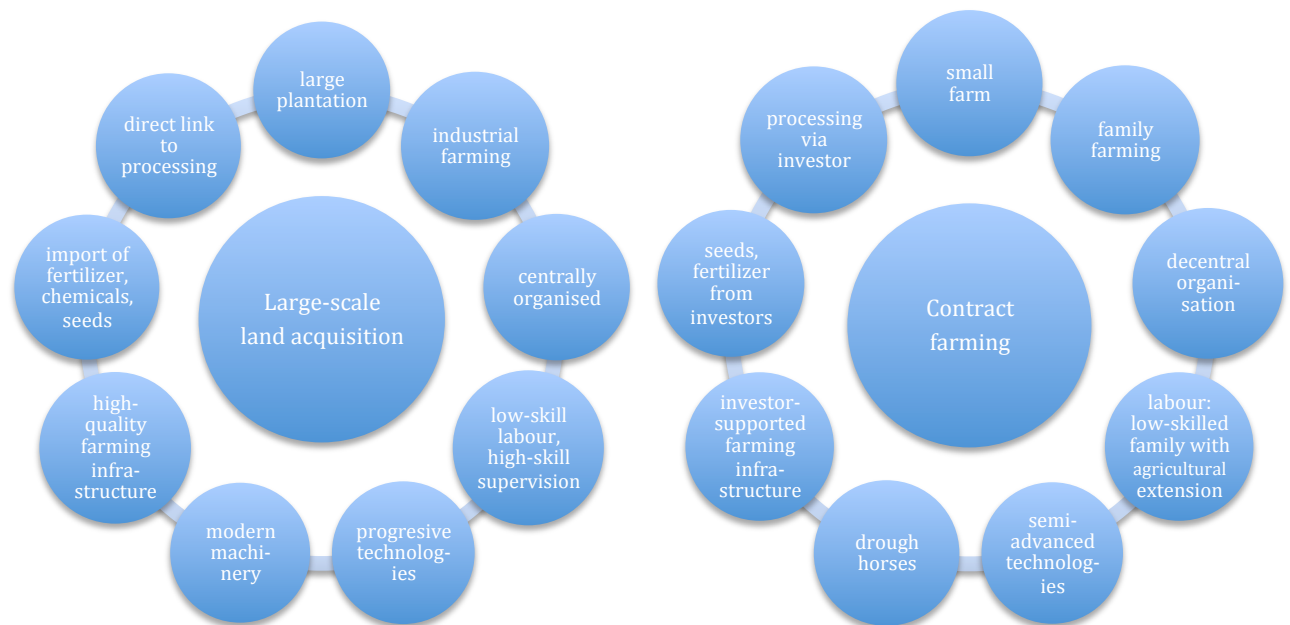 large
plantation
industrial
farming
centrally
organised
low-skill
labour,
high-skill
supervision
progresive
technolog-
ies
modern
machi-
nery
high-
quality
farming
infra-
structure
import of
fertilizer,
chemicals,
seeds
direct link
to
processing
Large-scale
land acquisition
small
farm
family
farming
decentral
organi-
sation
labour:
low-skilled
family with
agricultural
extension
semi-
advanced
technolog-
ies
drough
horses
investor-
supported
farming
infra-
structure
seeds,
fertilizer
from
investors
processing
via
investor
Contract
farming